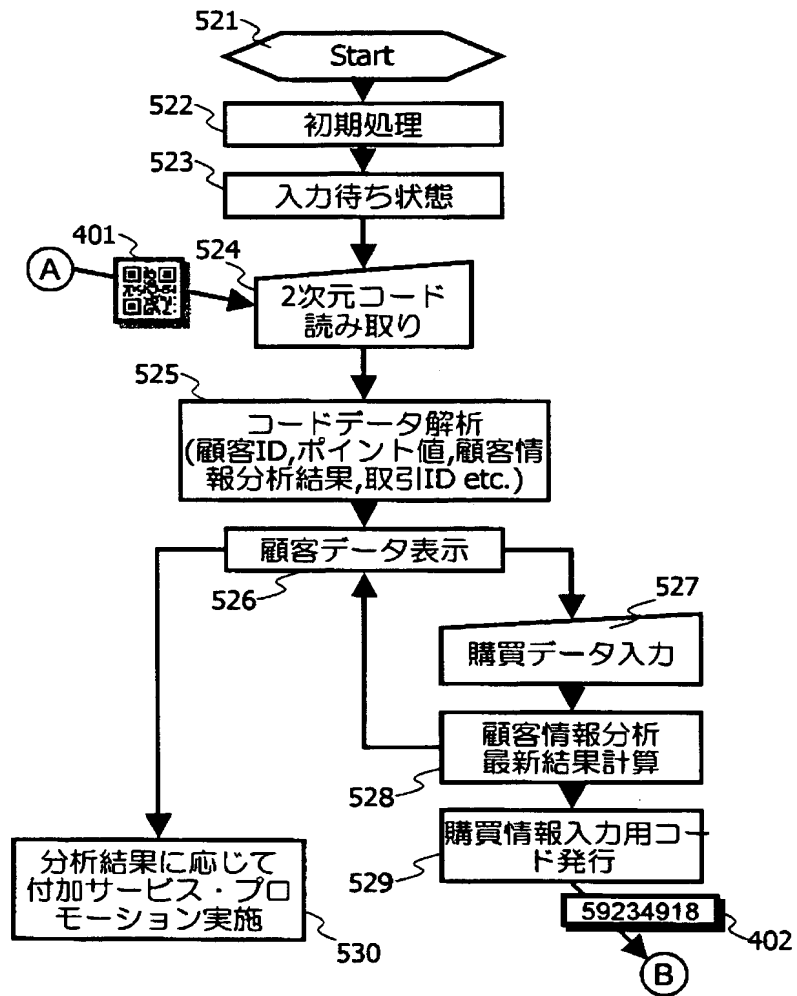 521
Start
522
初期処理
523
入力待ち状態
401
A
524
2次元コード
読み取り
525
コードデータ解析
(顧客ID,ポイント値,顧客情
報分析結果,取引ID etc.)
顧客データ表示
526
527
購買データ入力
顧客情報分析
最新結果計算
528
購買情報入力用コー
ド発行
529
分析結果に応じて
付加サービス・プロ
モーション実施
530
59234918
402
B